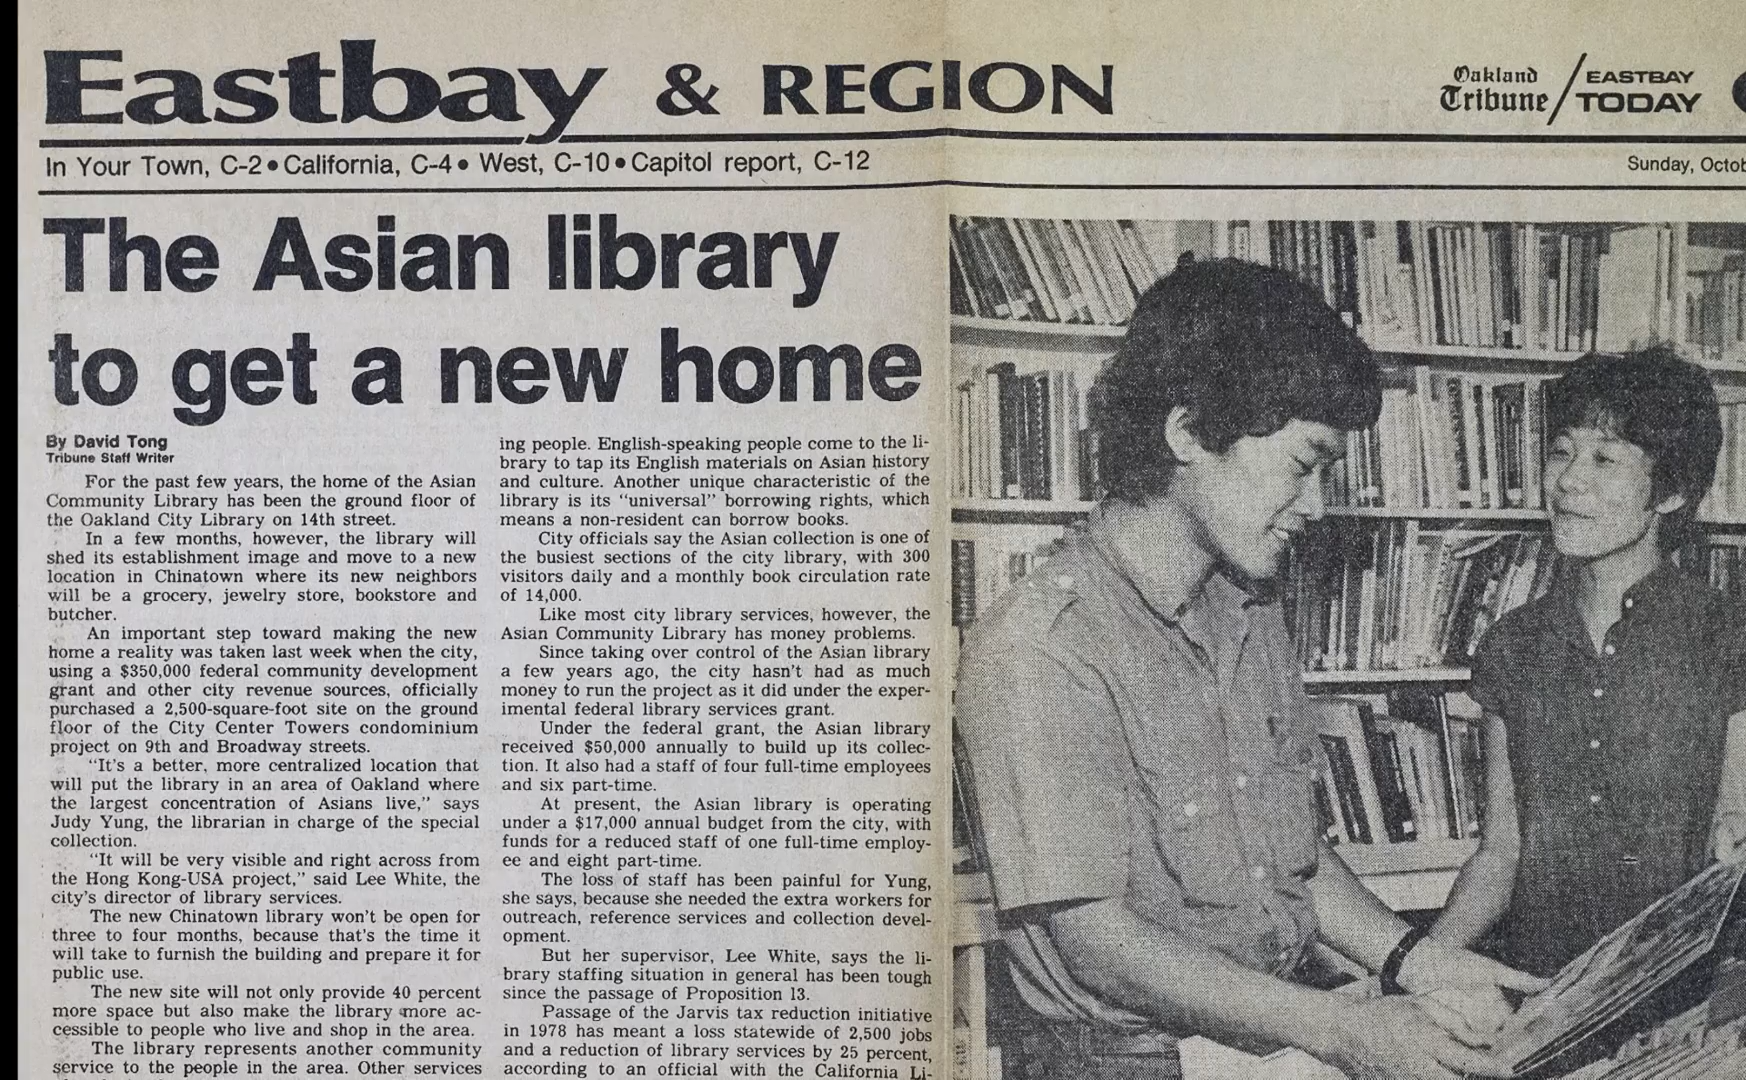 Eastbay & REGION
Oakland Tribune/EASTBAY TODAY
In Your Town, C-2 • California, C-4 • West, C-10 • Capitol report, C-12
Sunday, Octob
The Asian library
to get a new home
By David Tong
Tribune Staff Writer
For the past few years, the home of the Asian
Community Library has been the ground floor of
the Oakland City Library on 14th street.
In a few months, however, the library will
shed its establishment image and move to a new
location in Chinatown where its new neighbors
will be a grocery, jewelry store, bookstore and
butcher.
An important step toward making the new
home a reality was taken last week when the city,
using a $350,000 federal community development
grant and other city revenue sources, officially
purchased a 2,500-square-foot site on the ground
floor of the City Center Towers condominium
project on 9th and Broadway streets.
"It's a better, more centralized location that
will put the library in an area of Oakland where
the largest concentration of Asians live," says
Judy Yung, the librarian in charge of the special
collection.
"It will be very visible and right across from
the Hong Kong-USA project," said Lee White, the
city's director of library services.
The new Chinatown library won't be open for
three to four months, because that's the time it
will take to furnish the building and prepare it for
public use.
The new site will not only provide 40 percent
more space but also make the library more ac-
cessible to people who live and shop in the area.
The library represents another community
service to the people in the area. Other services
ing people. English-speaking people come to the li-
brary to tap its English materials on Asian history
and culture. Another unique characteristic of the
library is its "universal" borrowing rights, which
means a non-resident can borrow books.
City officials say the Asian collection is one of
the busiest sections of the city library, with 300
visitors daily and a monthly book circulation rate
of 14,000.
Like most city library services, however, the
Asian Community Library has money problems.
Since taking over control of the Asian library
a few years ago, the city hasn't had as much
money to run the project as it did under the exper-
imental federal library services grant.
Under the federal grant, the Asian library
received $50,000 annually to build up its collec-
tion. It also had a staff of four full-time employees
and six part-time.
At present, the Asian library is operating
under a $17,000 annual budget from the city, with
funds for a reduced staff of one full-time employ-
ee and eight part-time.
The loss of staff has been painful for Yung,
she says, because she needed the extra workers for
outreach, reference services and collection devel-
opment.
But her supervisor, Lee White, says the li-
brary staffing situation in general has been tough
since the passage of Proposition 13.
Passage of the Jarvis tax reduction initiative
in 1978 has meant a loss statewide of 2,500 jobs
and a reduction of library services by 25 percent,
according to an official with the California Li-